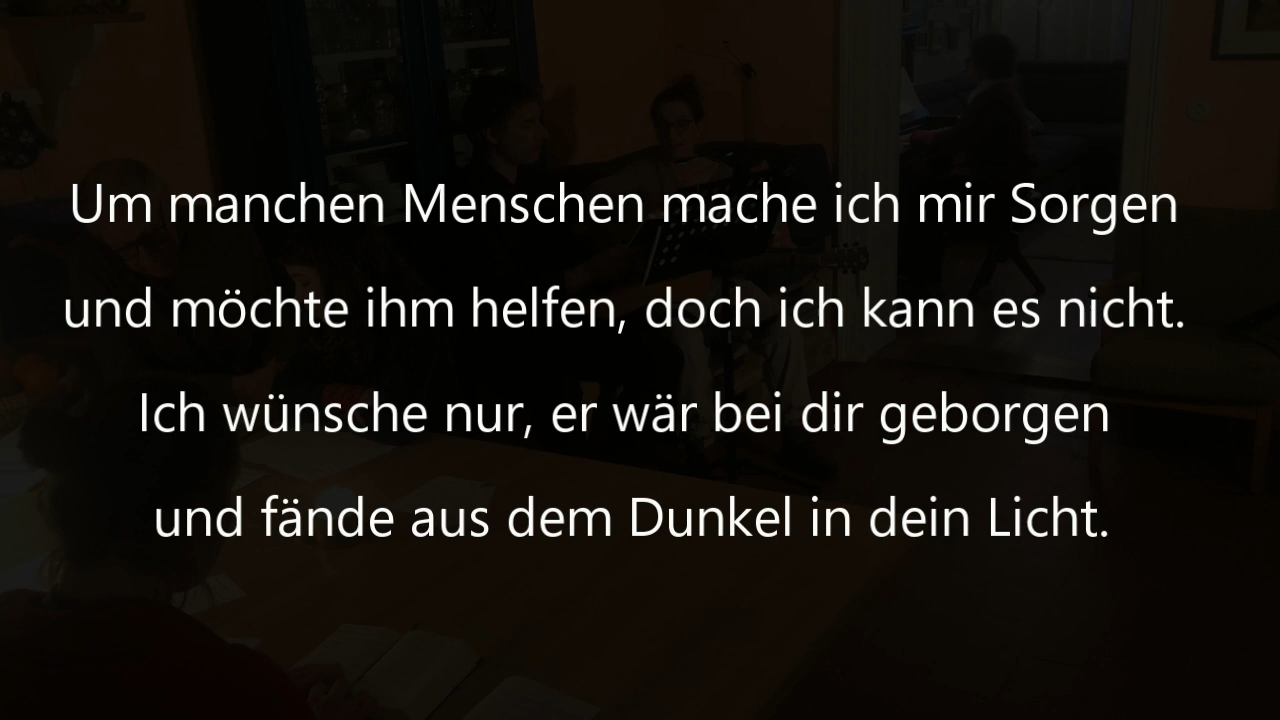 Um manchen Menschen mache ich mir Sorgen
und möchte ihm helfen, doch ich kann es nicht.
Ich wünsche nur, er wär bei dir geborgen
und fände aus dem Dunkel in dein Licht.